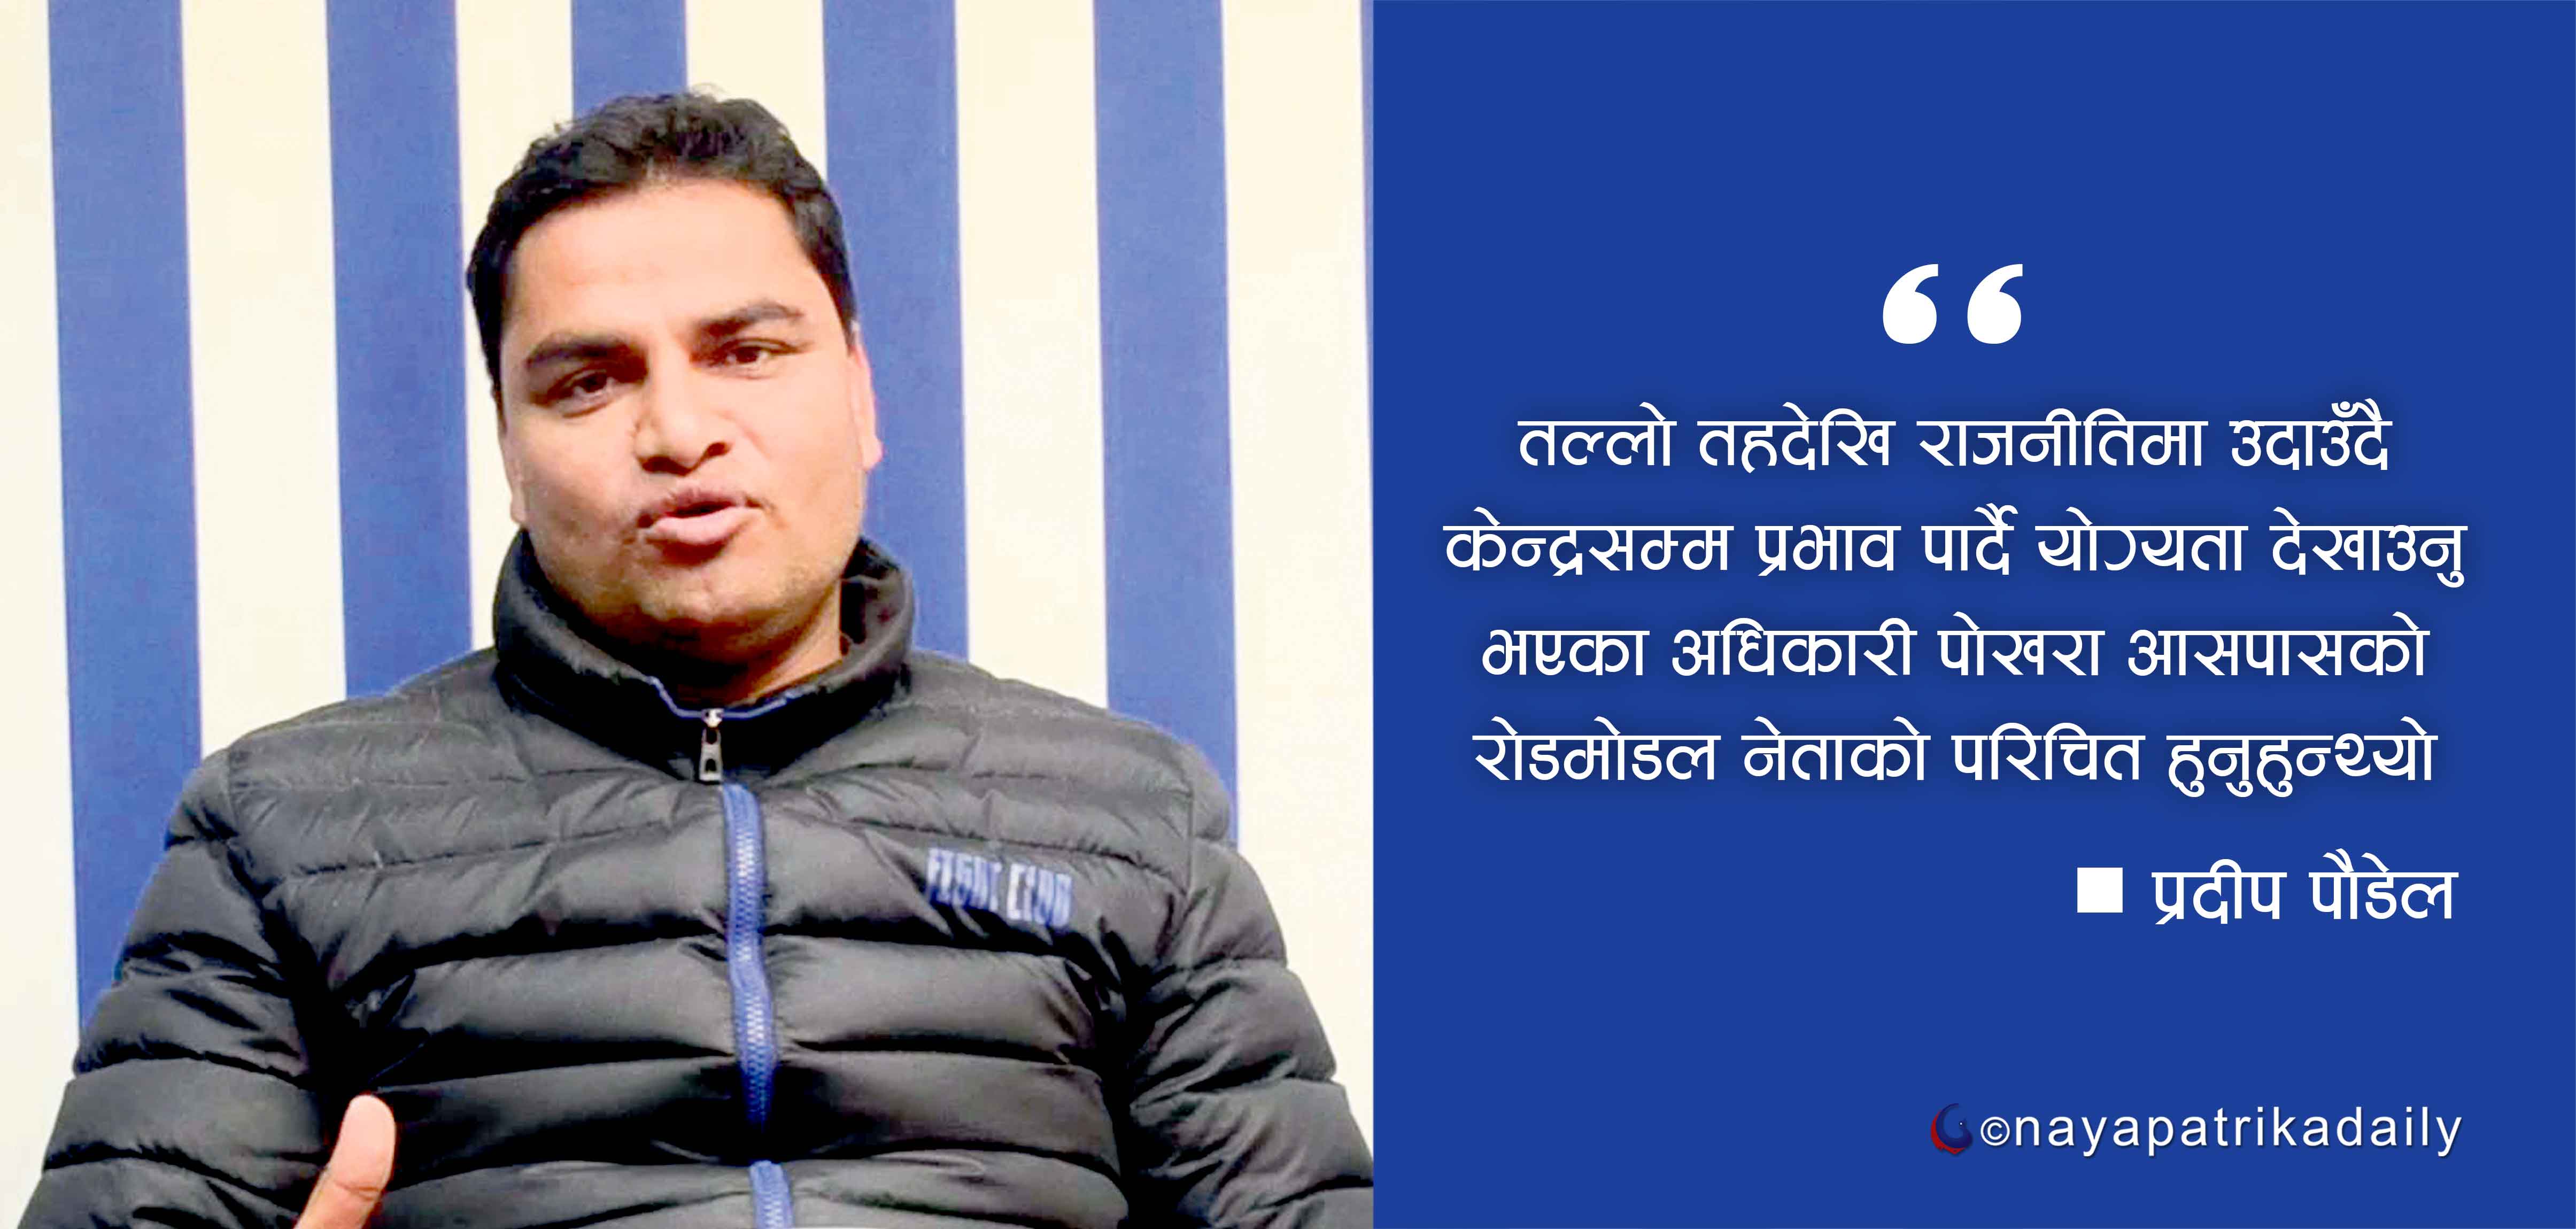 “
तल्लो तहदेखि राजनीतिमा उदाउँदै
केन्द्रसम्म प्रभाव पार्दै योग्यता देखाउनु
भएका अधिकारी पोखरा आसपासको
रोडमोडल नेताको परिचित हुनुहुन्थ्यो
■ प्रदीप पौडेल
©nayapatrikadaily
FIGHT CLUB